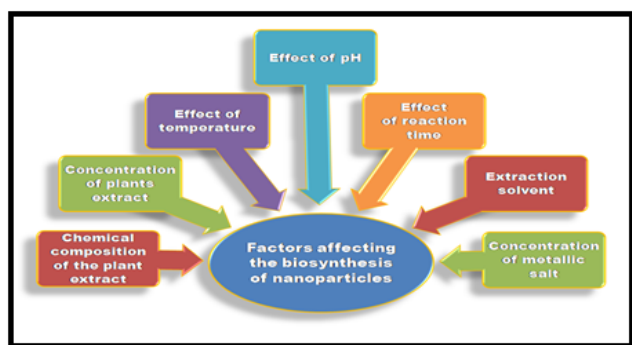 Effect of pH
Effect of
temperature
Effect
of reaction
time
Concentration
of plants
extract
Extraction
solvent
Chemical
composition
of the plant
extract
Factors affecting
the biosynthesis
of nanoparticles
Concentration
of metallic
salt